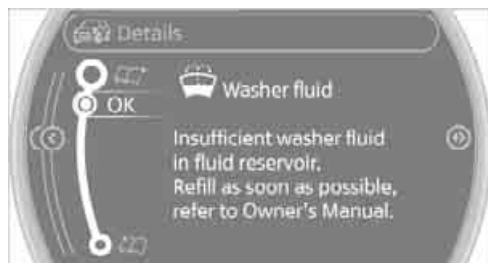 Details
Washer fluid
OK
Insufficient washer fluid
in fluid reservoir.
Refill as soon as possible,
refer to Owner's Manual.